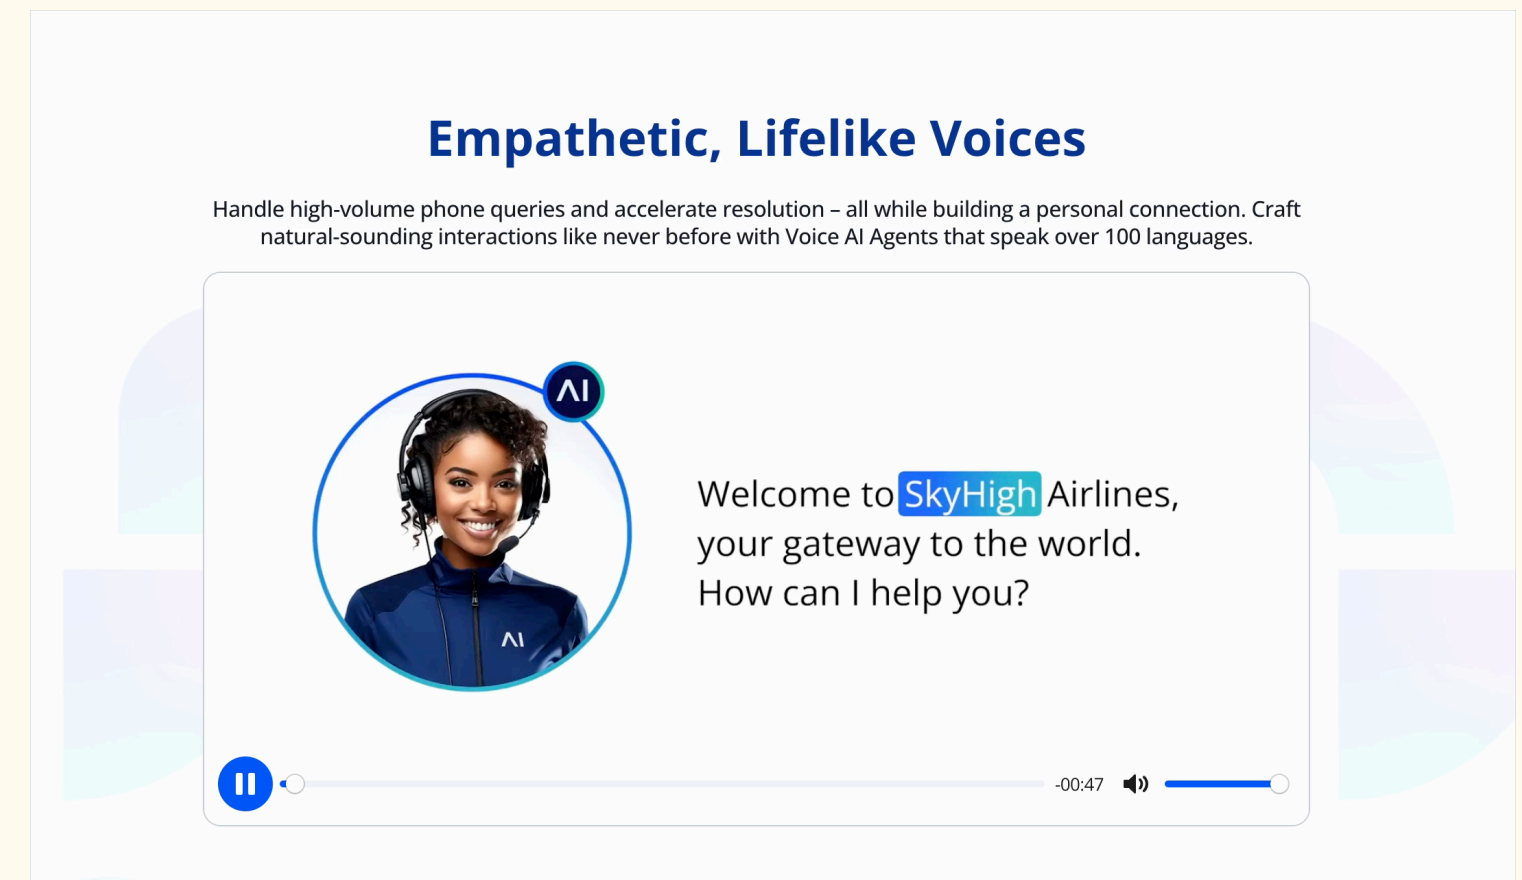 Empathetic, Lifelike Voices
Handle high-volume phone queries and accelerate resolution – all while building a personal connection. Craft
natural-sounding interactions like never before with Voice AI Agents that speak over 100 languages.
AI
Welcome to SkyHigh Airlines,
your gateway to the world.
How can I help you?
AI
-00:47